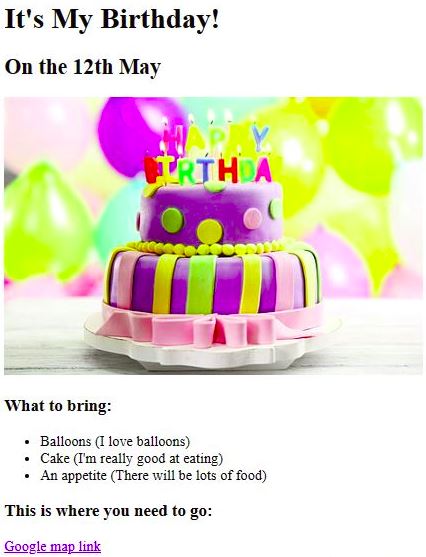 It's My Birthday!
On the 12th May
HAPPY
BIRTHDA
What to bring:
Balloons (I love balloons)
Cake (I'm really good at eating)
An appetite (There will be lots of food)
This is where you need to go:
Google map link